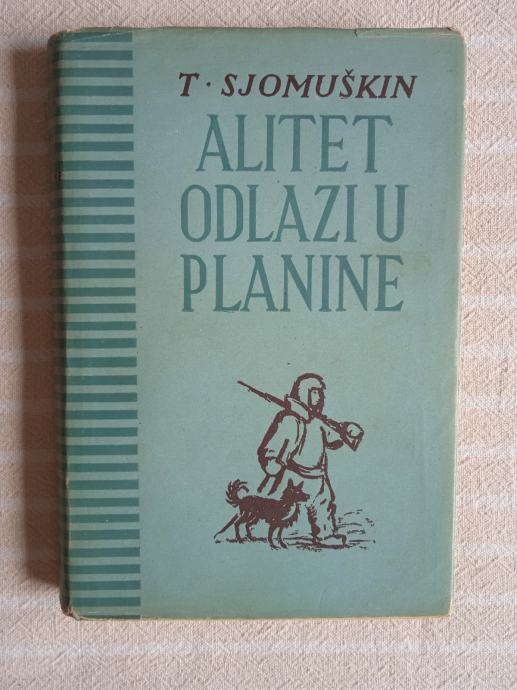 T · SJOMUŠKIN
ALITET
ODLAZI U
PLANINE